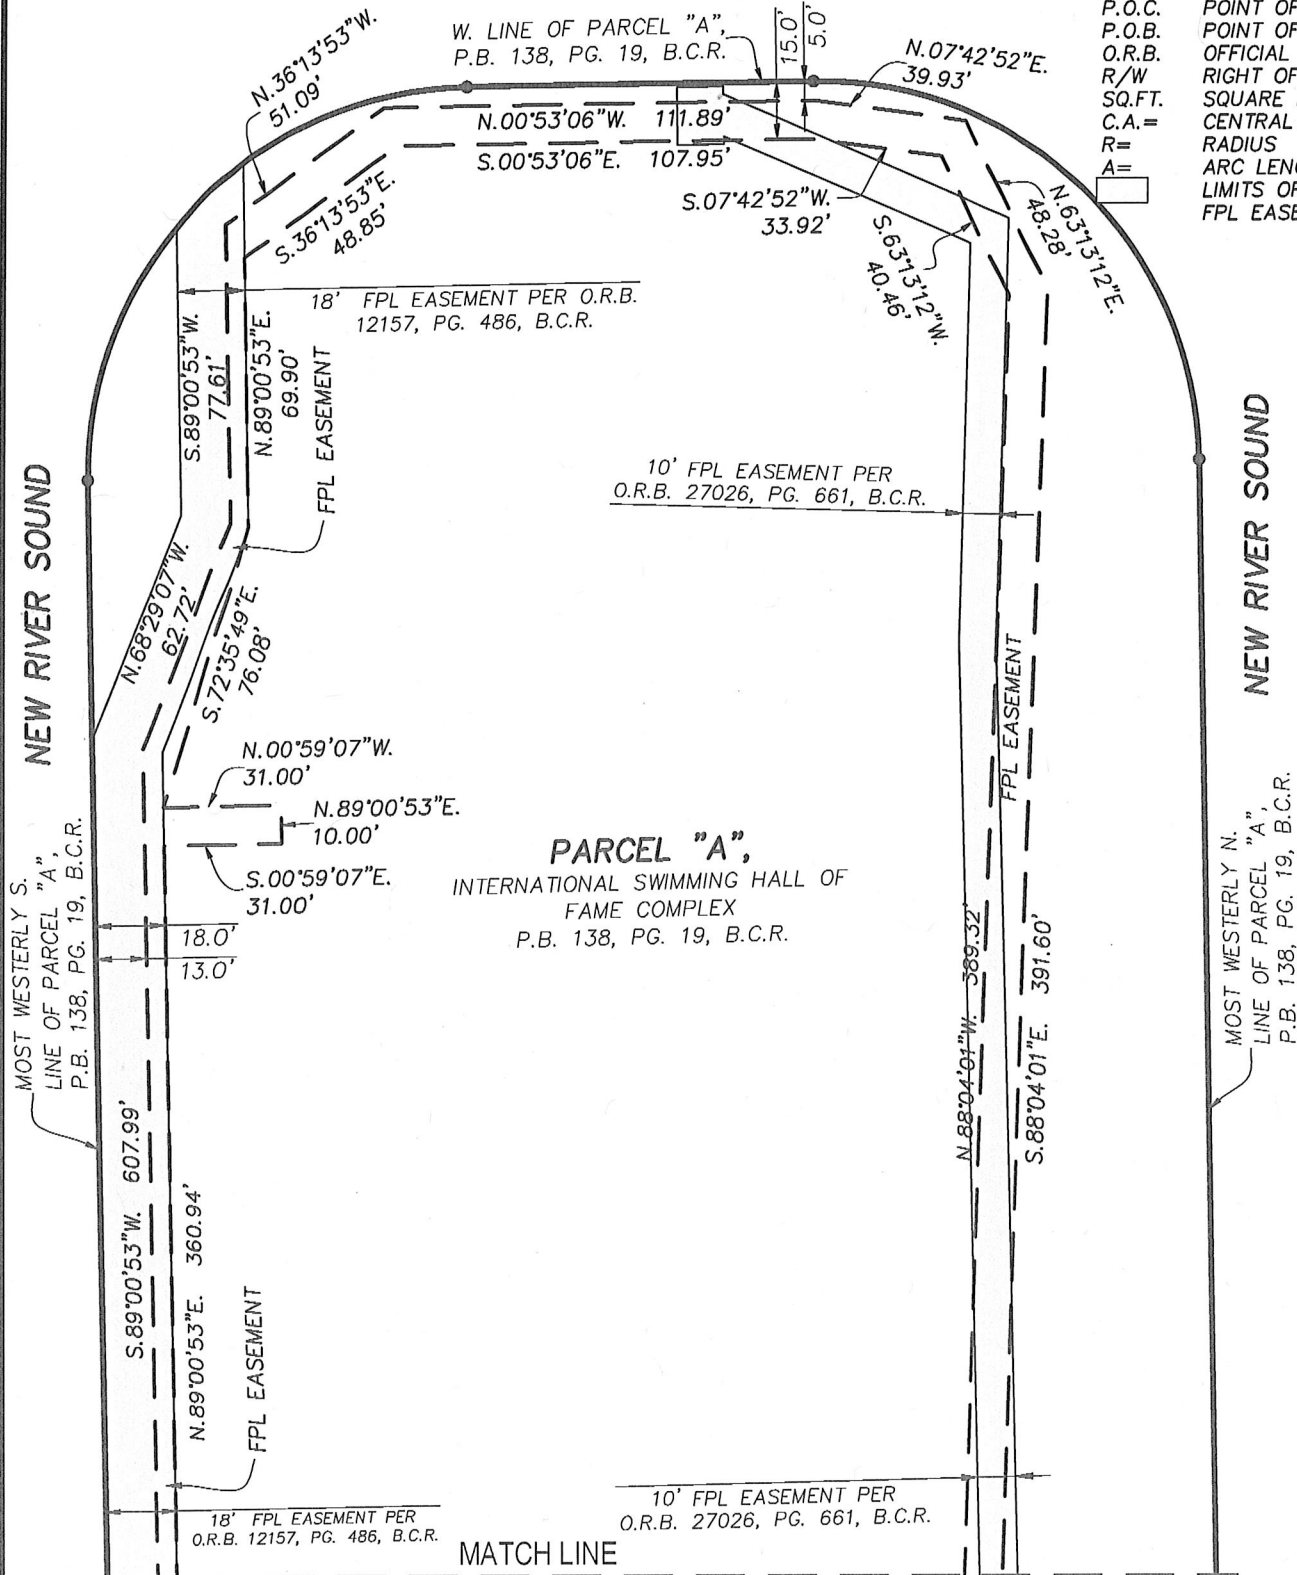 P.O.C. POINT OF
P.O.B. POINT OF
O.R.B. OFFICIAL
R/W RIGHT OF
SQ.FT. SQUARE
C.A.= CENTRAL
R= RADIUS
A= ARC
LIMITS
FPL
W. LINE OF PARCEL "A",
P.B. 138, PG. 19, B.C.R.
15.0'
5.0'
N.07°42'52"E.
39.93'
N.36°13'53"W.
51.09'
N.00°53'06"W. 111.89'
S.00°53'06"E. 107.95'
S.36°13'53"E.
48.85'
S.07°42'52"W.
33.92'
S.63°13'12"W.
40.46'
N.63°13'12"E.
48.28'
18' FPL EASEMENT PER O.R.B.
12157, PG. 486, B.C.R.
S.89°00'53"W.
77.61'
N.89°00'53"E.
69.90'
FPL EASEMENT
10' FPL EASEMENT PER
O.R.B. 27026, PG. 661, B.C.R.
NEW RIVER SOUND
NEW RIVER SOUND
N.68°29'07"W.
62.72'
S.72°35'49"E.
76.08'
FPL EASEMENT
N.00°59'07"W.
31.00'
N.89°00'53"E.
10.00'
S.00°59'07"E.
31.00'
PARCEL "A",
INTERNATIONAL SWIMMING HALL OF
FAME COMPLEX
P.B. 138, PG. 19, B.C.R.
18.0'
13.0'
MOST WESTERLY S.
LINE OF PARCEL "A",
P.B. 138, PG. 19, B.C.R.
N.88°04'01"W. 389.32'
S.88°04'01"E. 391.60'
MOST WESTERLY N.
LINE OF PARCEL "A",
P.B. 138, PG. 19, B.C.R.
S.89°00'53"W. 607.99'
N.89°00'53"E. 360.94'
FPL EASEMENT
18' FPL EASEMENT PER
O.R.B. 12157, PG. 486, B.C.R.
10' FPL EASEMENT PER
O.R.B. 27026, PG. 661, B.C.R.
MATCH LINE